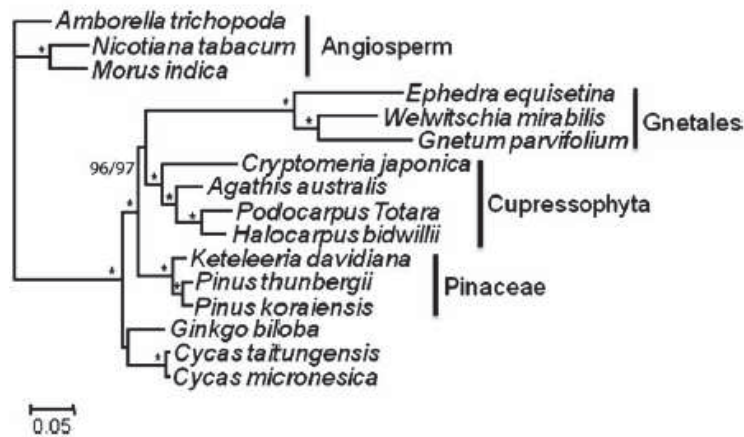 Amborella trichopoda
Nicotiana tabacum
Morus indica
Angiosperm
Ephedra equisetina
Welwitschia mirabilis
Gnetum parvifolium
Gnetales
96/97
Cryptomeria japonica
Agathis australis
Podocarpus Totara
Halocarpus bidwillii
Cupressophyta
Keteleeria davidiana
Pinus thunbergii
Pinus koraiensis
Pinaceae
Ginkgo biloba
Cycas taitungensis
Cycas micronesica
0.05